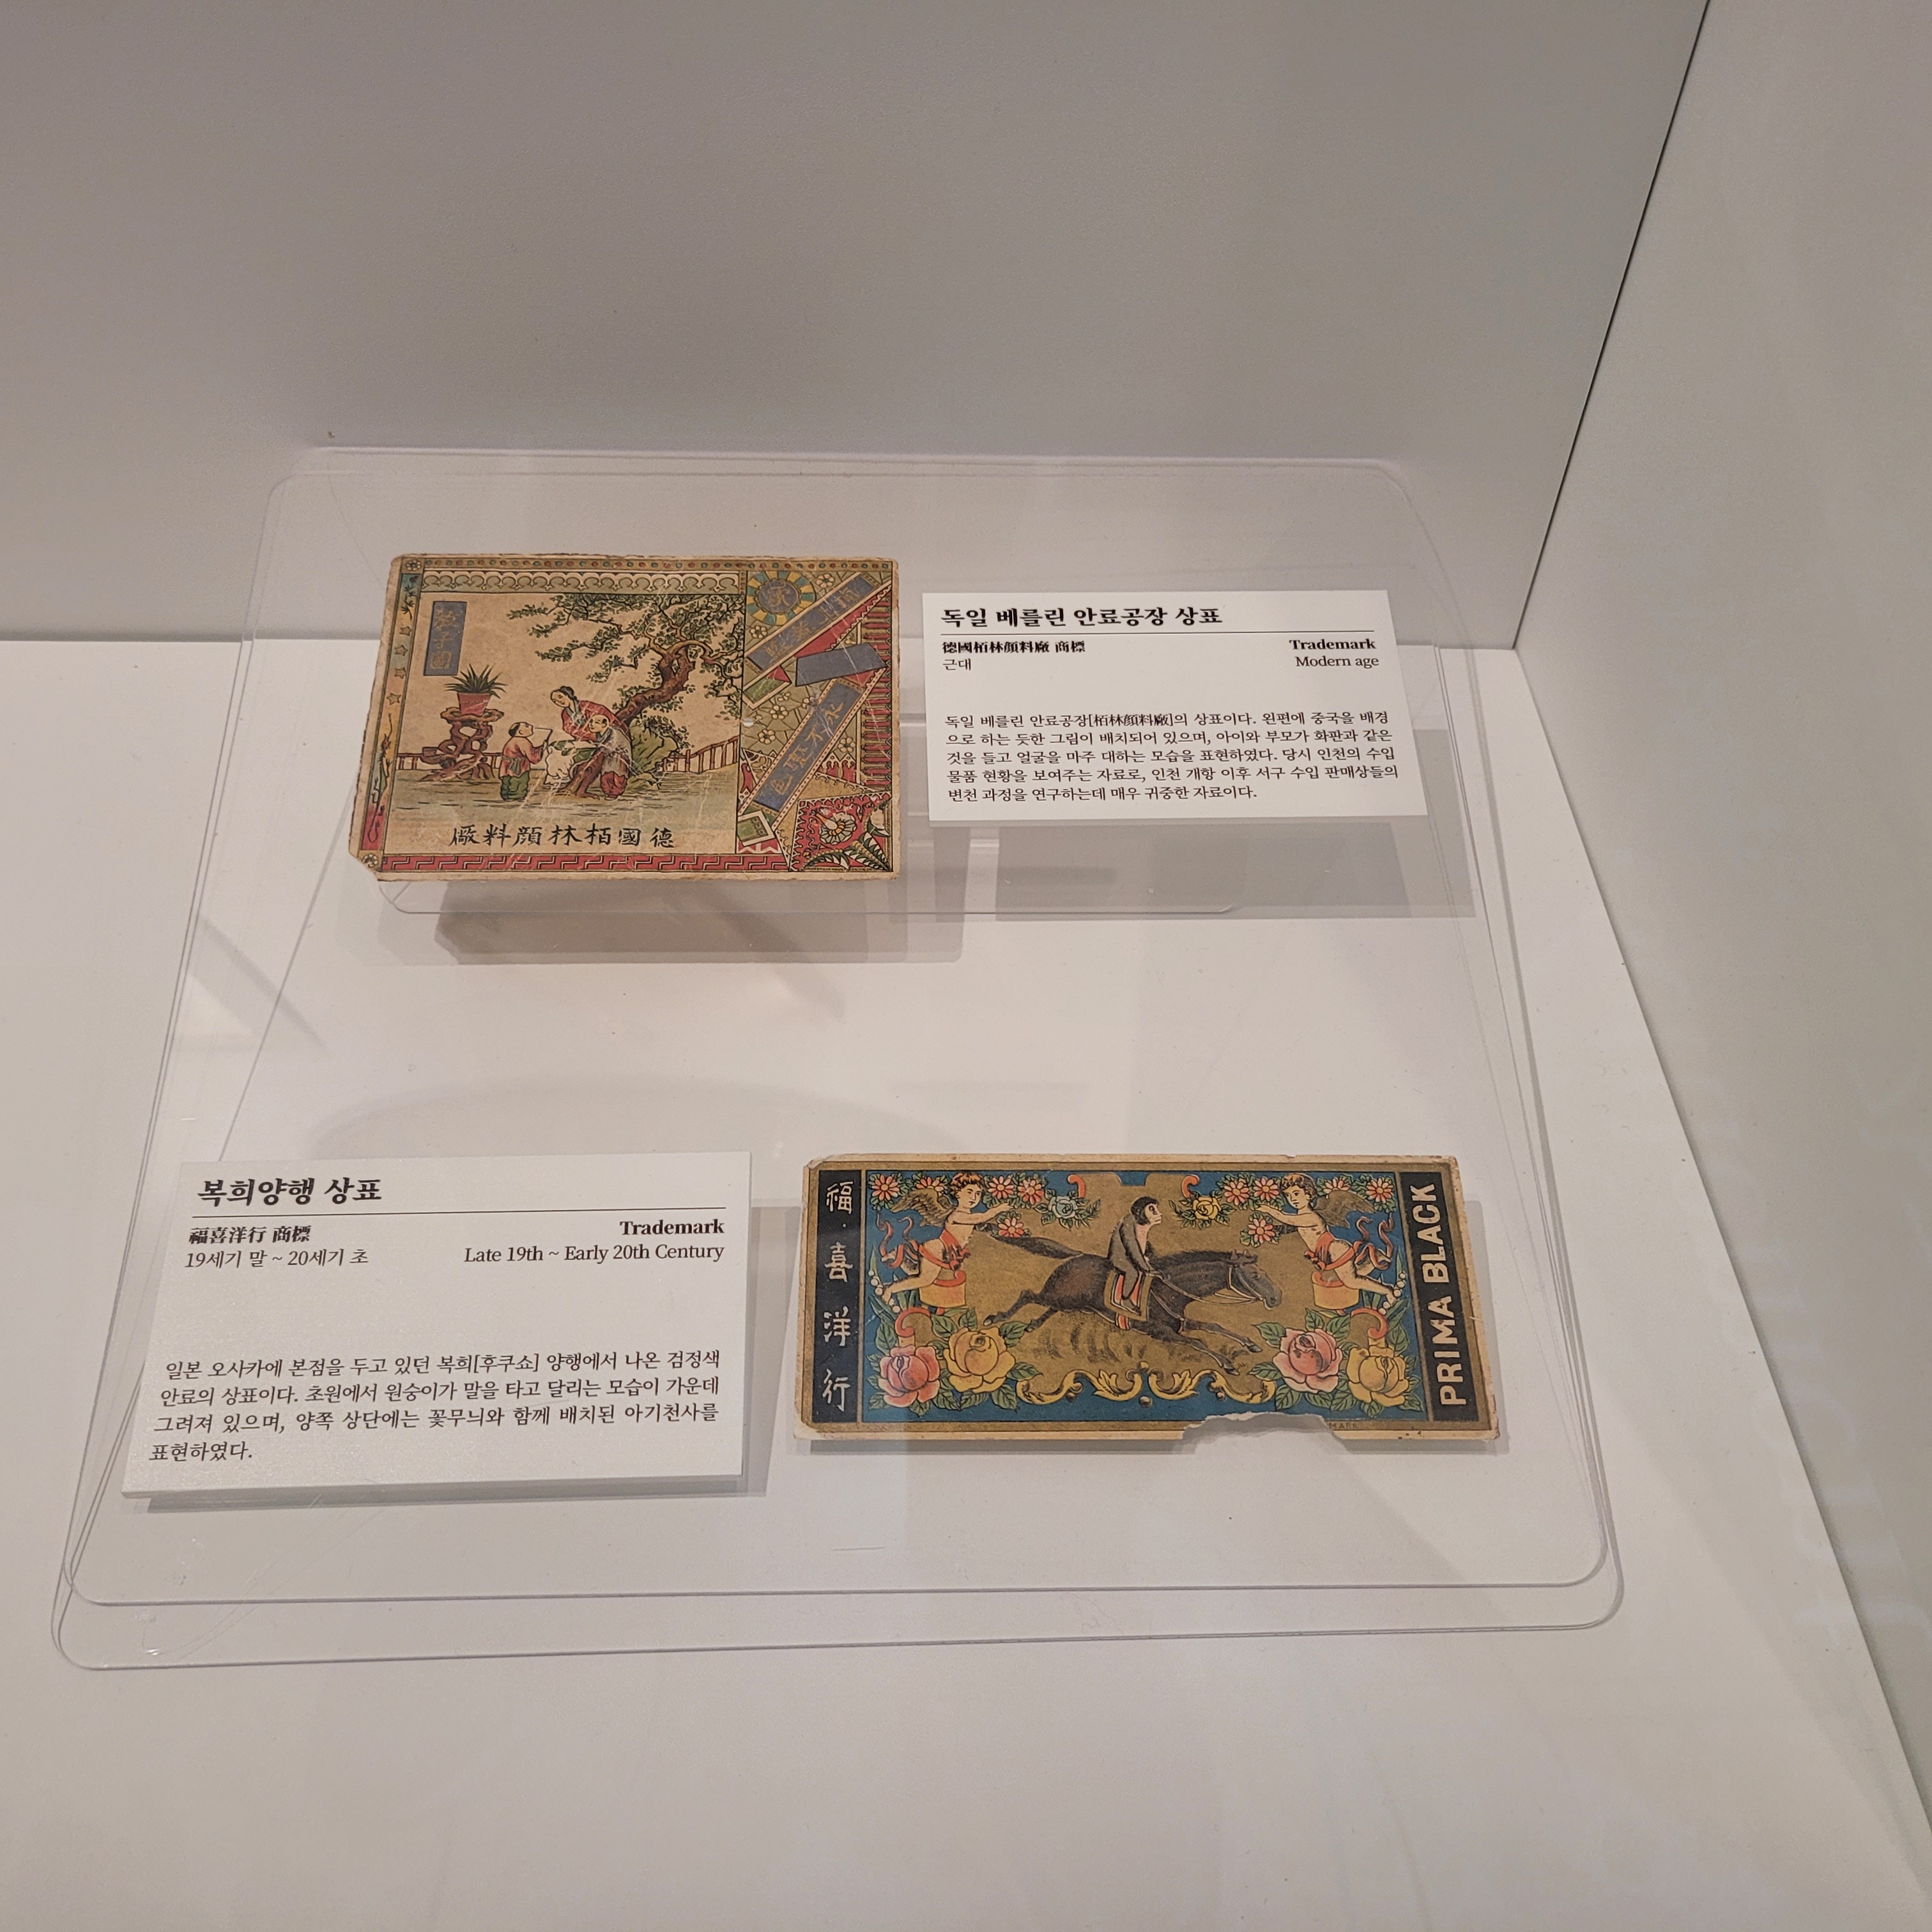 教子圖
廠料顔林栢國德
독일 베를린 안료공장 상표
德國栢林顔料廠 商標
Trademark
근대
Modern age
독일 베를린 안료공장[栢林顔料廠]의 상표이다. 왼편에 중국을 배경
으로 하는 듯한 그림이 배치되어 있으며, 아이와 부모가 화판과 같은
것을 들고 얼굴을 마주 대하는 모습을 표현하였다. 당시 인천의 수입
물품 현황을 보여주는 자료로, 인천 개항 이후 서구 수입 판매상들의
변천 과정을 연구하는데 매우 귀중한 자료이다.
복희양행 상표
福喜洋行 商標
Trademark
19세기 말 ~ 20세기 초
Late 19th ~ Early 20th Century
일본 오사카에 본점을 두고 있던 복희[후쿠쇼] 양행에서 나온 검정색
안료의 상표이다. 초원에서 원숭이가 말을 타고 달리는 모습이 가운데
그려져 있으며, 양쪽 상단에는 꽃무늬와 함께 배치된 아기천사를
표현하였다.
福喜洋行
PRIMA BLACK